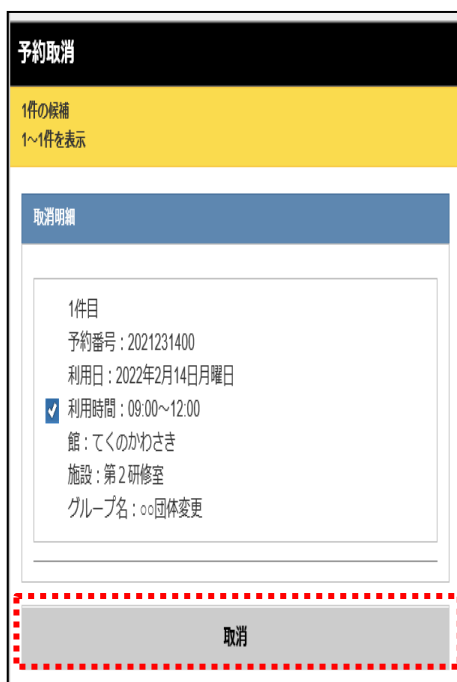 予約取消
1件の候補
1～1件を表示
取消明細
1件目
予約番号：2021231400
利用日：2022年2月14日月曜日
利用時間：09:00～12:00
館：てくのかわさき
施設：第２研修室
グループ名：○○団体変更
取消